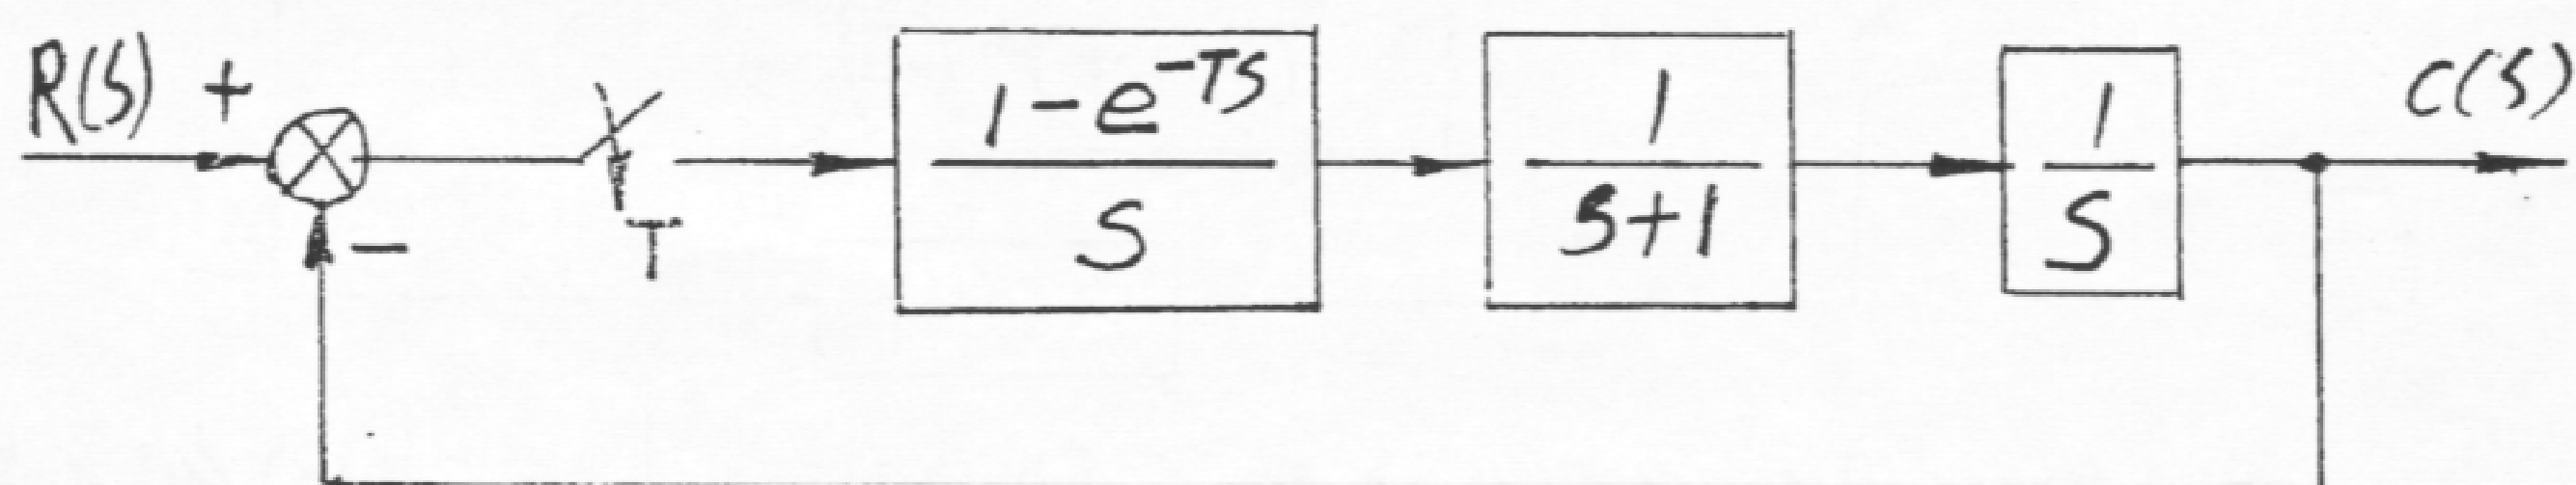 R(S) +
1-e^{-TS}
S
1
S+1
1
S
C(S)
T
−